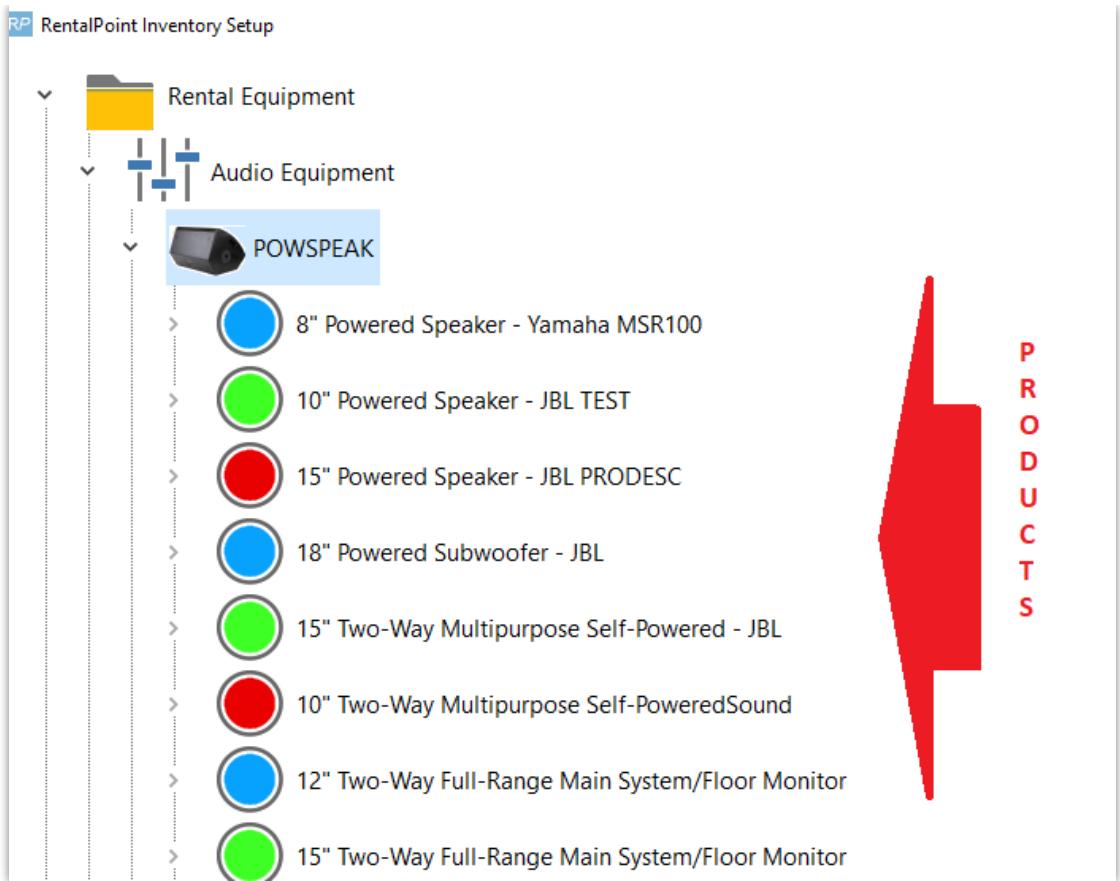 RP RentalPoint Inventory Setup
Rental Equipment
Audio Equipment
POWSPEAK
8" Powered Speaker - Yamaha MSR100
10" Powered Speaker - JBL TEST
15" Powered Speaker - JBL PRODESC
18" Powered Subwoofer - JBL
15" Two-Way Multipurpose Self-Powered - JBL
10" Two-Way Multipurpose Self-PoweredSound
12" Two-Way Full-Range Main System/Floor Monitor
15" Two-Way Full-Range Main System/Floor Monitor
PRODUCTS